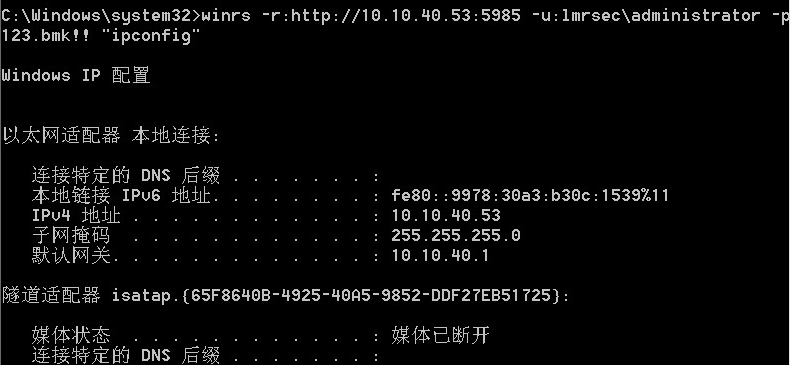 C:\Windows\system32>winrs -r:http://10.10.40.53:5985 -u:lmrsec\administrator -p
123.bmk!! "ipconfig"
Windows IP 配置
以太网适配器 本地连接:
连接特定的 DNS 后缀 . . . . . . . :
本地链接 IPv6 地址. . . . . . . . : fe80::9978:30a3:b30c:1539%11
IPv4 地址 . . . . . . . . . . . . : 10.10.40.53
子网掩码  . . . . . . . . . . . . : 255.255.255.0
默认网关. . . . . . . . . . . . . : 10.10.40.1
隧道适配器 isatap.{65F8640B-4925-40A5-9852-DDF27EB51725}:
媒体状态  . . . . . . . . . . . . : 媒体已断开
连接特定的 DNS 后缀 . . . . . . . :